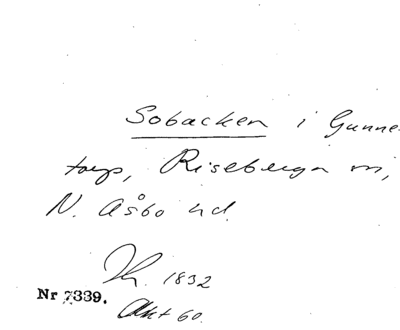 Sobacken i Gunne-
torp, Riseberga sn,
N. Åsbo hd.
1832
Nr 7339.
Akt 60.